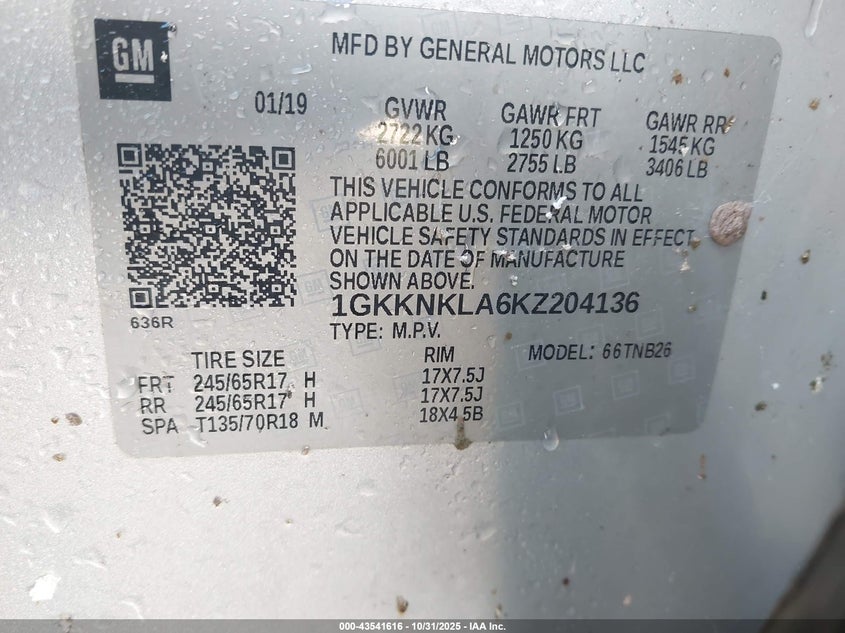 GM
MFD BY GENERAL MOTORS LLC
01/19
GVWR
2722 KG
6001 LB
GAWR FRT
1250 KG
2755 LB
GAWR RR
1545 KG
3406 LB
THIS VEHICLE CONFORMS TO ALL
APPLICABLE U.S. FEDERAL MOTOR
VEHICLE SAFETY STANDARDS IN EFFECT
ON THE DATE OF MANUFACTURE
SHOWN ABOVE.
1GKKNKLA6KZ204136
TYPE: M.P.V.
MODEL: 66TNB26
636R
TIRE SIZE RIM
FRT 245/65R17 H 17X7.5J
RR 245/65R17 H 17X7.5J
SPA T135/70R18 M 18X4 5B
000-43541616 - 10/31/2025 - IAA Inc.